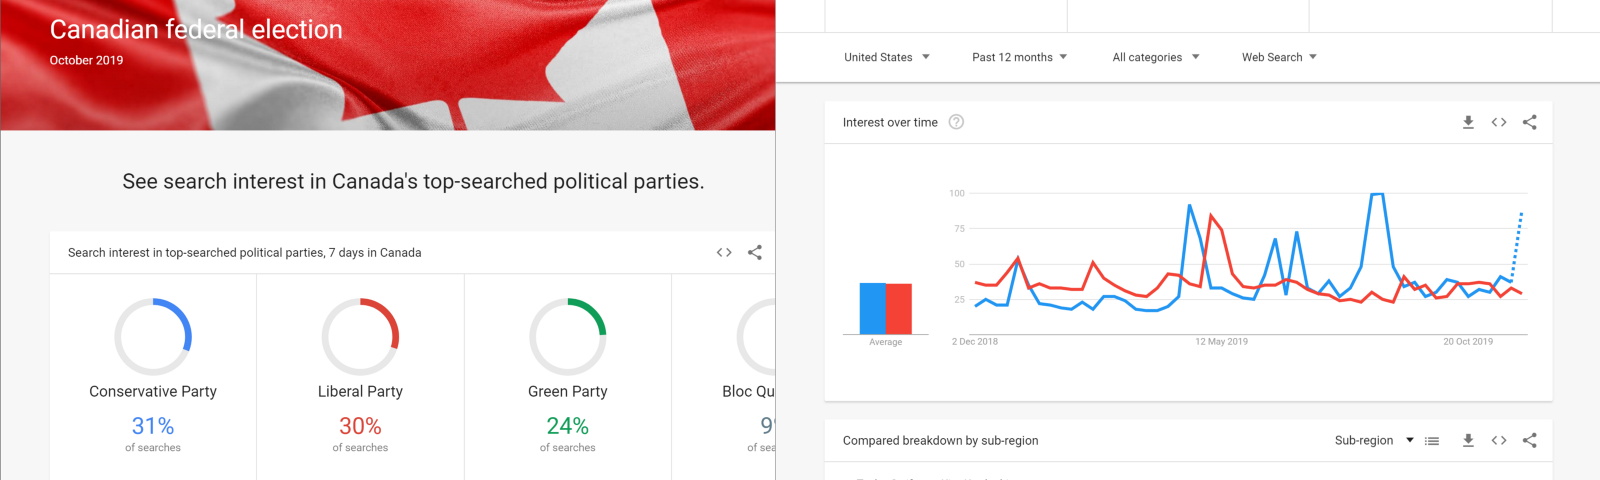 Canadian federal election
October 2019
See search interest in Canada's top-searched political parties.
Search interest in top-searched political parties, 7 days in Canada
Conservative Party
31%
of searches
Liberal Party
30%
of searches
Green Party
24%
of searches
Bloc Qu
9
of sea
United States
Past 12 months
All categories
Web Search
Interest over time
100
75
50
25
Average
2 Dec 2018
12 May 2019
20 Oct 2019
Compared breakdown by sub-region
Sub-region